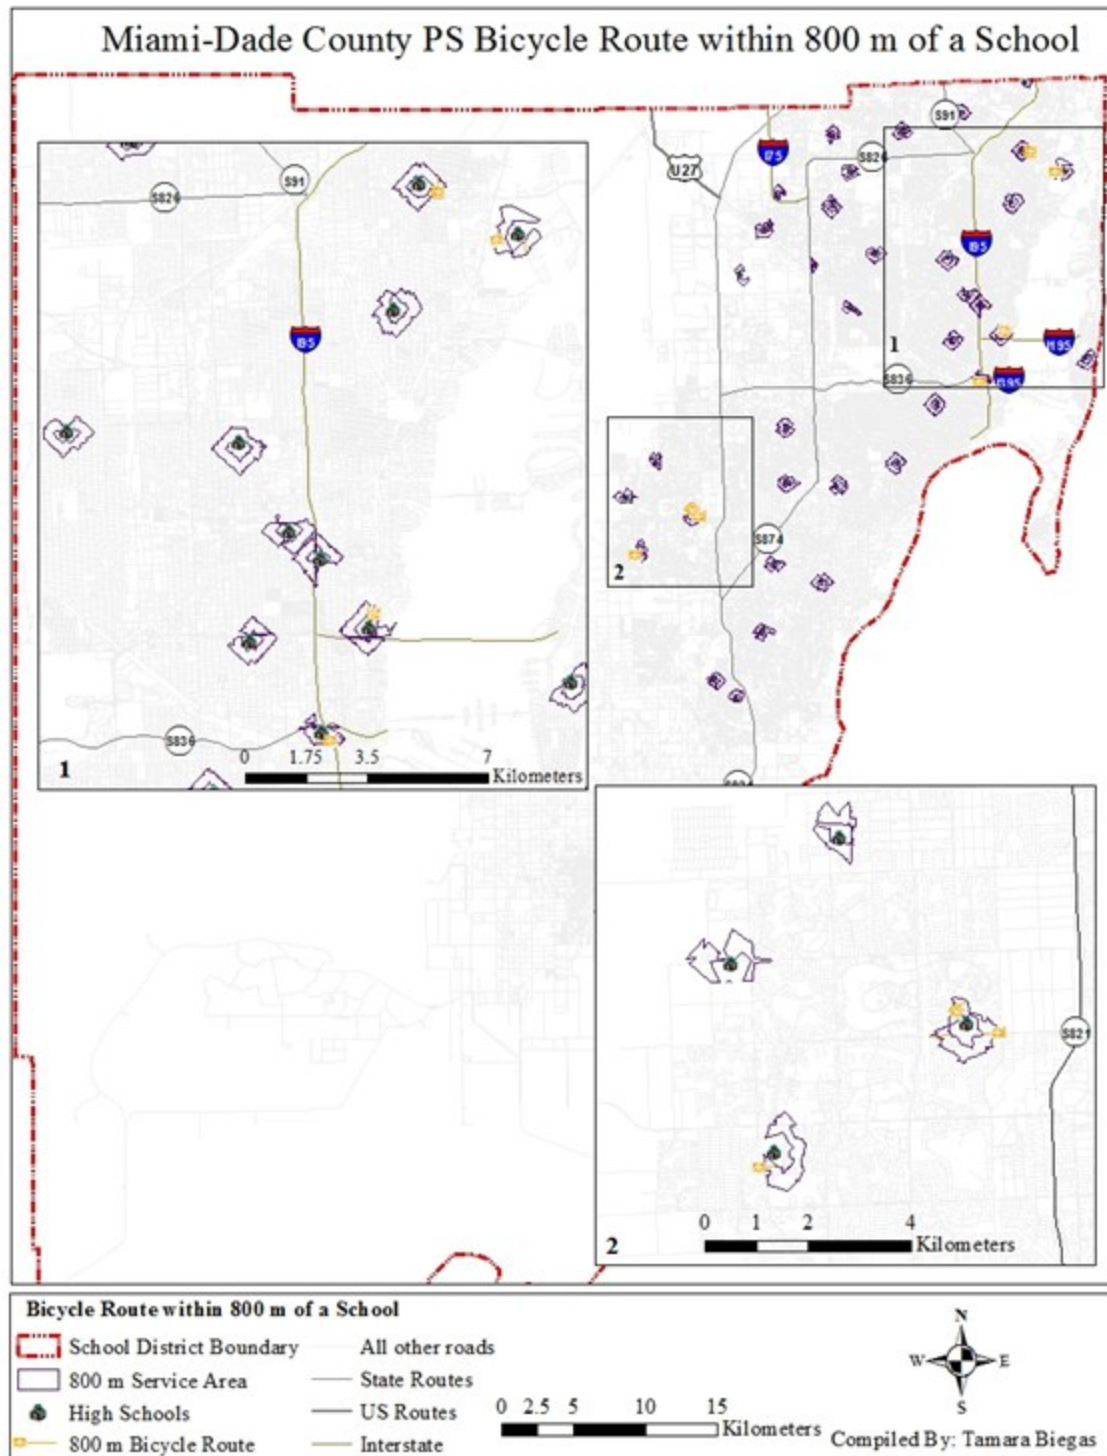 Miami-Dade County PS Bicycle Route within 800 m of a School
S91
S826
U27
I75
I95
1
I195
S836
I395
2
S874
S91
S826
I95
S836
1
0 1.75 3.5 7
Kilometers
S821
0 1 2 4
Kilometers
2
Bicycle Route within 800 m of a School
School District Boundary
800 m Service Area
High Schools
800 m Bicycle Route
All other roads
State Routes
US Routes
Interstate
0 2.5 5 10 15
Kilometers
N
W E
S
Compiled By: Tamara Biegas